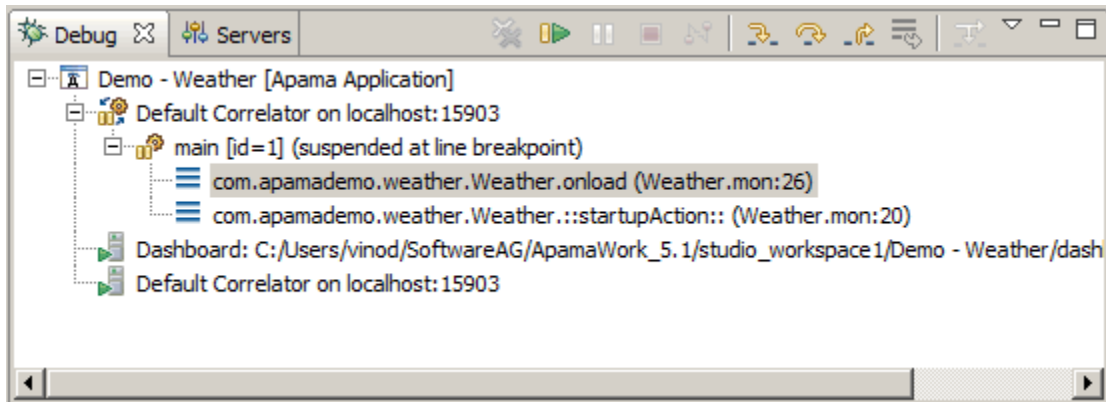 Debug Servers
Demo - Weather [Apama Application]
Default Correlator on localhost:15903
main [id=1] (suspended at line breakpoint)
com.apamademo.weather.Weather.onload (Weather.mon:26)
com.apamademo.weather.Weather.::startupAction:: (Weather.mon:20)
Dashboard: C:/Users/vinod/SoftwareAG/ApamaWork_5.1/studio_workspace1/Demo - Weather/dash
Default Correlator on localhost:15903